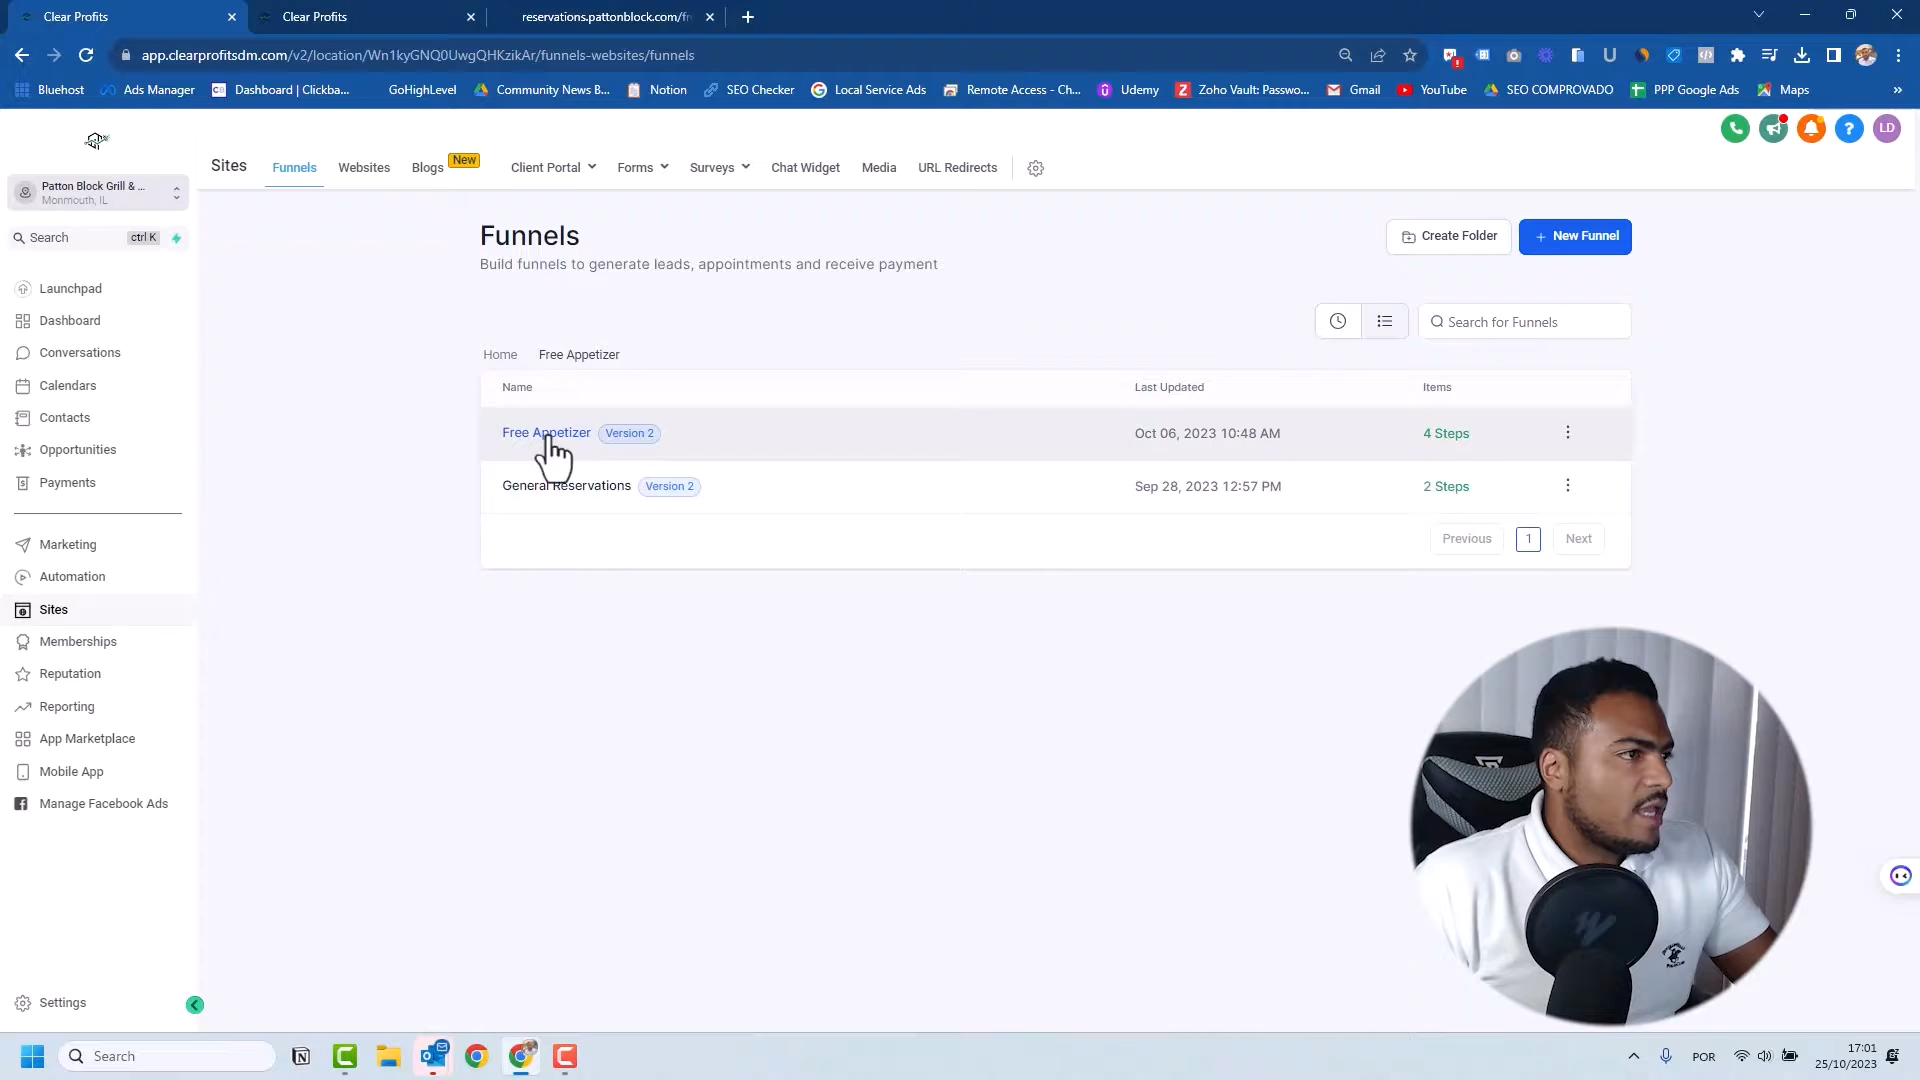 Clear Profits
Clear Profits
reservations.pattonblock.com/fr
app.clearprofitsdm.com/v2/location/Wn1kyGNQ0UwgQHKzikAr/funnels-websites/funnels
Bluehost
Ads Manager
Dashboard | Clickba...
GoHighLevel
Community News B...
Notion
SEO Checker
Local Service Ads
Remote Access - Ch...
Udemy
Zoho Vault: Passwo...
Gmail
YouTube
SEO COMPROVADO
PPP Google Ads
Maps
»
LD
Sites
Funnels
Websites
Blogs
New
Client Portal
Forms
Surveys
Chat Widget
Media
URL Redirects
Patton Block Grill & ...
Monmouth, IL
Search
ctrl K
Launchpad
Dashboard
Conversations
Calendars
Contacts
Opportunities
Payments
Marketing
Automation
Sites
Memberships
Reputation
Reporting
App Marketplace
Mobile App
Manage Facebook Ads
Settings
Funnels
Build funnels to generate leads, appointments and receive payment
Create Folder
+ New Funnel
Search for Funnels
Home Free Appetizer
Name Last Updated Items
Free Appetizer Version 2 Oct 06, 2023 10:48 AM 4 Steps
General Reservations Version 2 Sep 28, 2023 12:57 PM 2 Steps
Previous 1 Next
Search
POR
17:01
25/10/2023